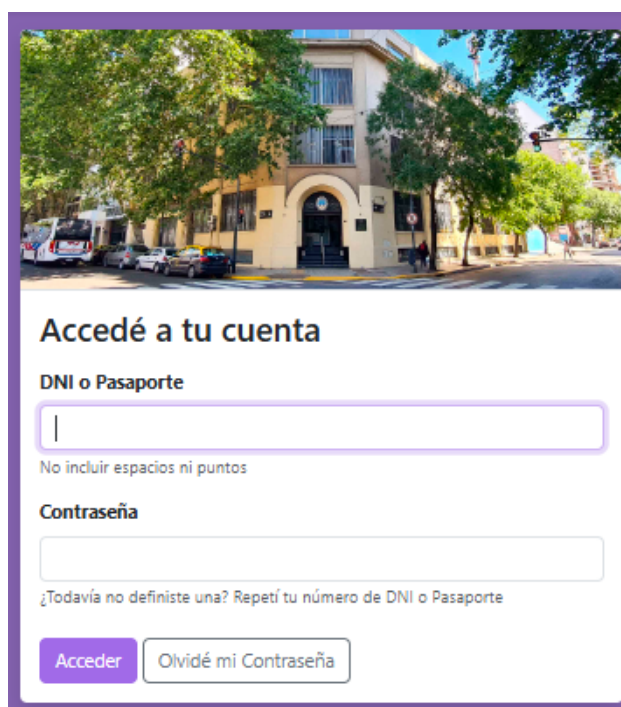 Accedé a tu cuenta
DNI o Pasaporte
No incluir espacios ni puntos
Contraseña
¿Todavía no definiste una? Repetí tu número de DNI o Pasaporte
Acceder
Olvidé mi Contraseña